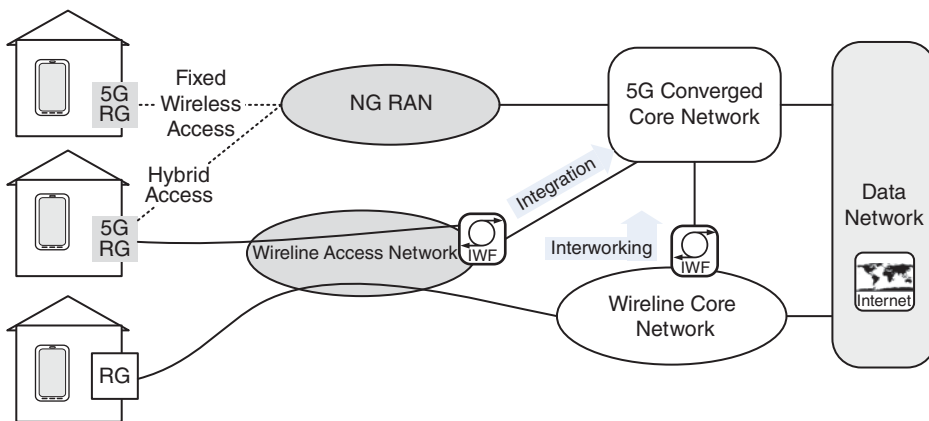 5G
RG
Fixed
Wireless
Access
NG RAN
5G Converged
Core Network
Hybrid
Access
5G
RG
Integration
Wireline Access Network
IWF
Interworking
IWF
Data
Network
Internet
Wireline Core
Network
RG